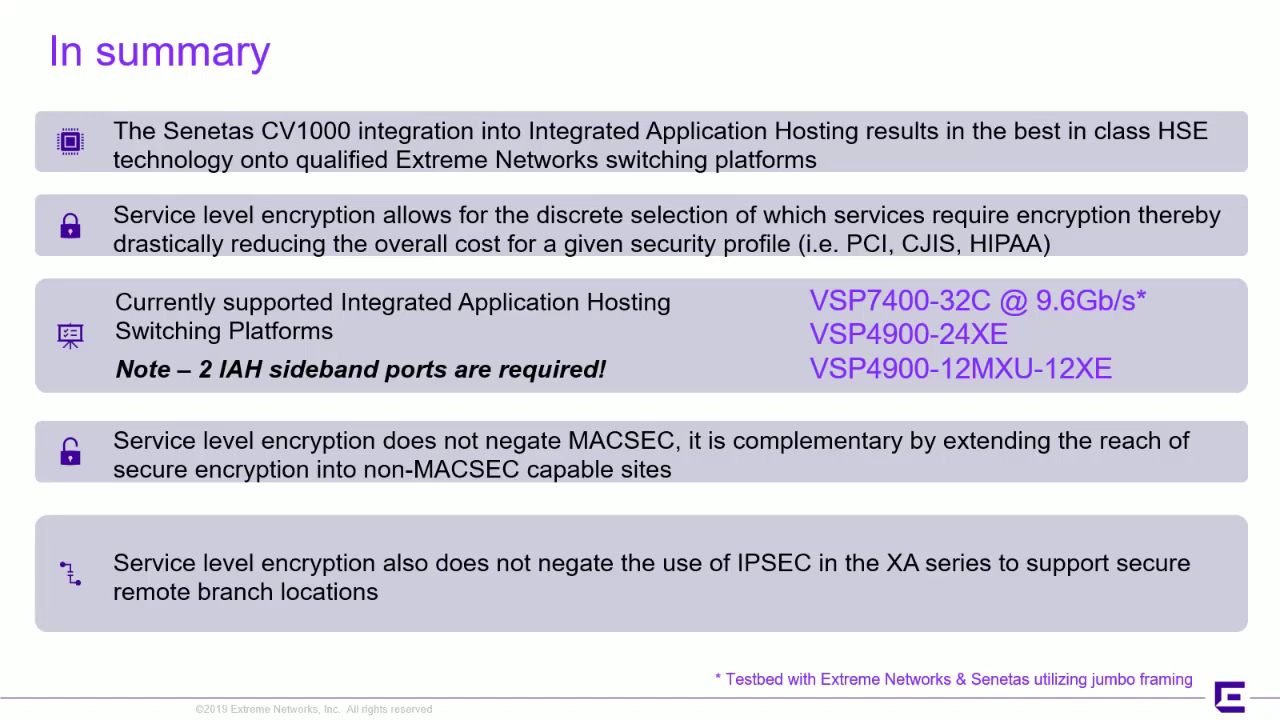 In summary
The Senetas CV1000 integration into Integrated Application Hosting results in the best in class HSE
technology onto qualified Extreme Networks switching platforms
Service level encryption allows for the discrete selection of which services require encryption thereby
drastically reducing the overall cost for a given security profile (i.e. PCI, CJIS, HIPAA)
Currently supported Integrated Application Hosting
Switching Platforms
Note – 2 IAH sideband ports are required!
VSP7400-32C @ 9.6Gb/s*
VSP4900-24XE
VSP4900-12MXU-12XE
Service level encryption does not negate MACSEC, it is complementary by extending the reach of
secure encryption into non-MACSEC capable sites
Service level encryption also does not negate the use of IPSEC in the XA series to support secure
remote branch locations
* Testbed with Extreme Networks & Senetas utilizing jumbo framing
©2019 Extreme Networks, Inc. All rights reserved